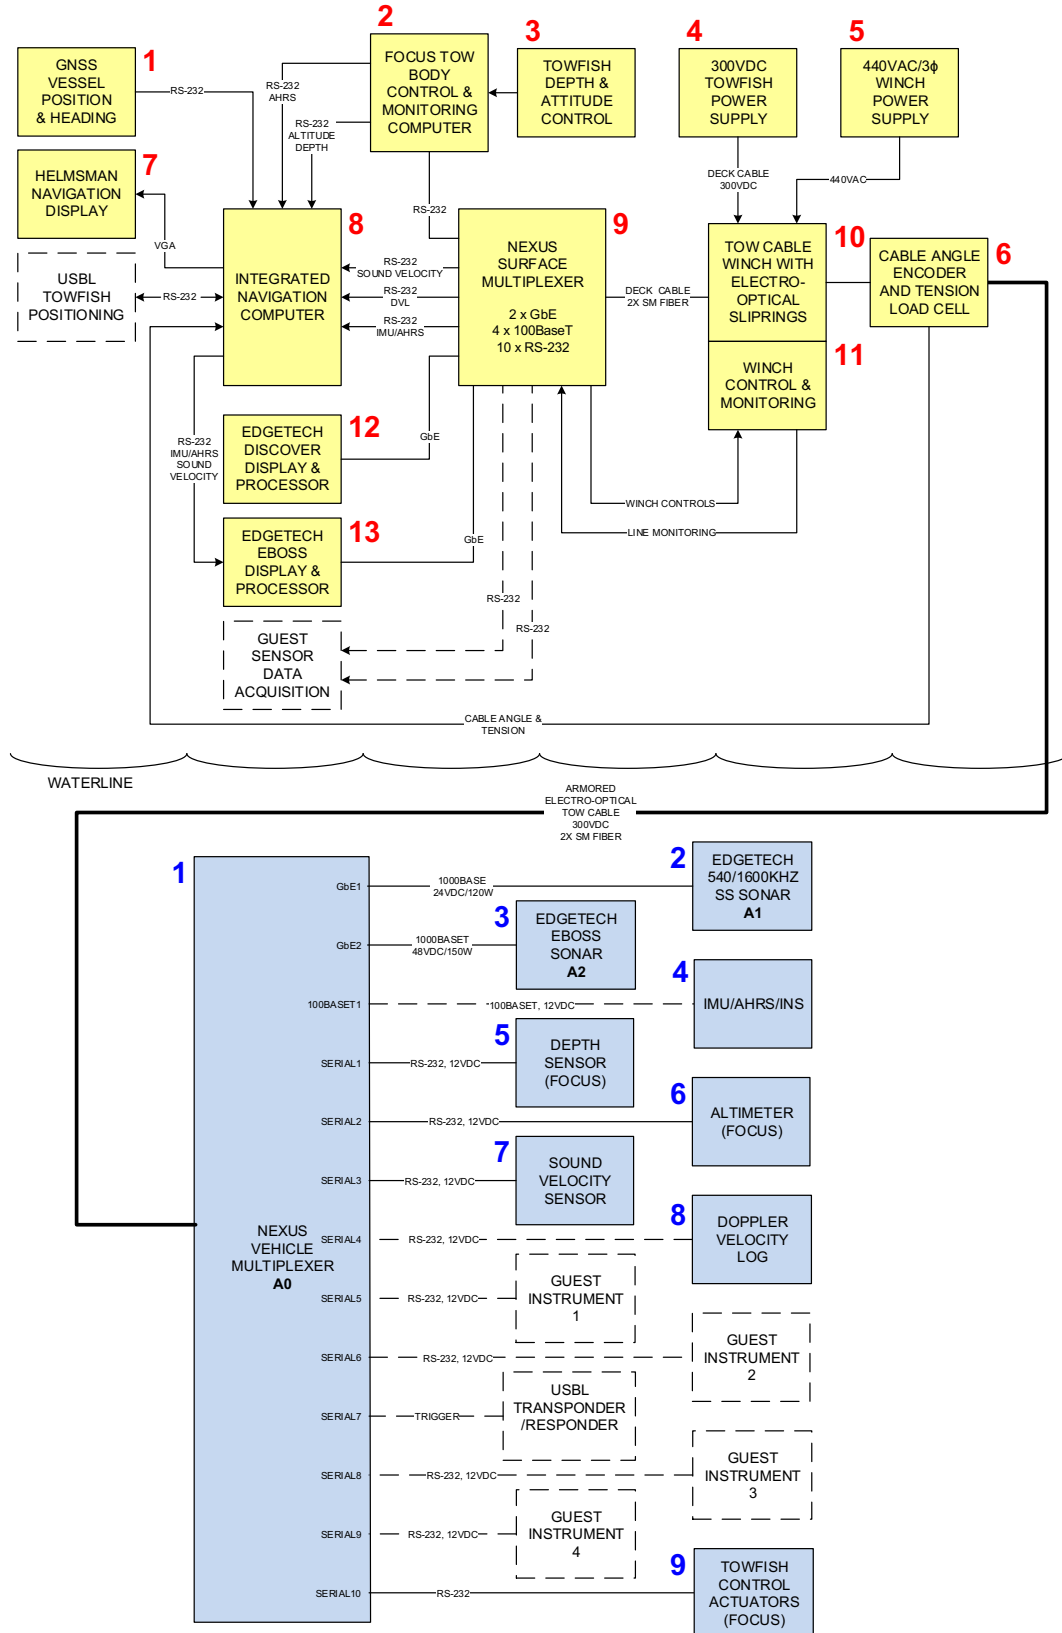 1
GNSS
VESSEL
POSITION
& HEADING
2
FOCUS TOW
BODY
CONTROL &
MONITORING
COMPUTER
3
TOWFISH
DEPTH &
ATTITUDE
CONTROL
4
300VDC
TOWFISH
POWER
SUPPLY
5
440VAC/3ϕ
WINCH
POWER
SUPPLY
RS-232
RS-232
AHRS
RS-232
ALTITUDE
DEPTH
RS-232
DECK CABLE
300VDC
440VAC
7
HELMSMAN
NAVIGATION
DISPLAY
VGA
USBL
TOWFISH
POSITIONING
RS-232
8
INTEGRATED
NAVIGATION
COMPUTER
RS-232
SOUND VELOCITY
RS-232
DVL
RS-232
IMU/AHRS
9
NEXUS
SURFACE
MULTIPLEXER
2 x GbE
4 x 100BaseT
10 x RS-232
DECK CABLE
2X SM FIBER
10
TOW CABLE
WINCH WITH
ELECTRO-
OPTICAL
SLIPRINGS
6
CABLE ANGLE
ENCODER
AND TENSION
LOAD CELL
11
WINCH
CONTROL &
MONITORING
RS-232
IMU/AHRS
SOUND
VELOCITY
12
EDGETECH
DISCOVER
DISPLAY &
PROCESSOR
GbE
13
EDGETECH
EBOSS
DISPLAY &
PROCESSOR
GbE
WINCH CONTROLS
LINE MONITORING
RS-232
RS-232
GUEST
SENSOR
DATA
ACQUISITION
CABLE ANGLE &
TENSION
WATERLINE
ARMORED
ELECTRO-OPTICAL
TOW CABLE
300VDC
2X SM FIBER
1
NEXUS
VEHICLE
MULTIPLEXER
A0
GbE1
1000BASE
24VDC/120W
2
EDGETECH
540/1600KHZ
SS SONAR
A1
GbE2
1000BASET
48VDC/150W
3
EDGETECH
EBOSS
SONAR
A2
100BASET1
100BASET, 12VDC
4
IMU/AHRS/INS
SERIAL1
RS-232, 12VDC
5
DEPTH
SENSOR
(FOCUS)
SERIAL2
RS-232, 12VDC
6
ALTIMETER
(FOCUS)
SERIAL3
RS-232, 12VDC
7
SOUND
VELOCITY
SENSOR
SERIAL4
RS-232, 12VDC
8
DOPPLER
VELOCITY
LOG
SERIAL5
RS-232, 12VDC
GUEST
INSTRUMENT
1
SERIAL6
RS-232, 12VDC
GUEST
INSTRUMENT
2
SERIAL7
TRIGGER
USBL
TRANSPONDER
/RESPONDER
SERIAL8
RS-232, 12VDC
GUEST
INSTRUMENT
3
SERIAL9
RS-232, 12VDC
GUEST
INSTRUMENT
4
SERIAL10
RS-232
9
TOWFISH
CONTROL
ACTUATORS
(FOCUS)